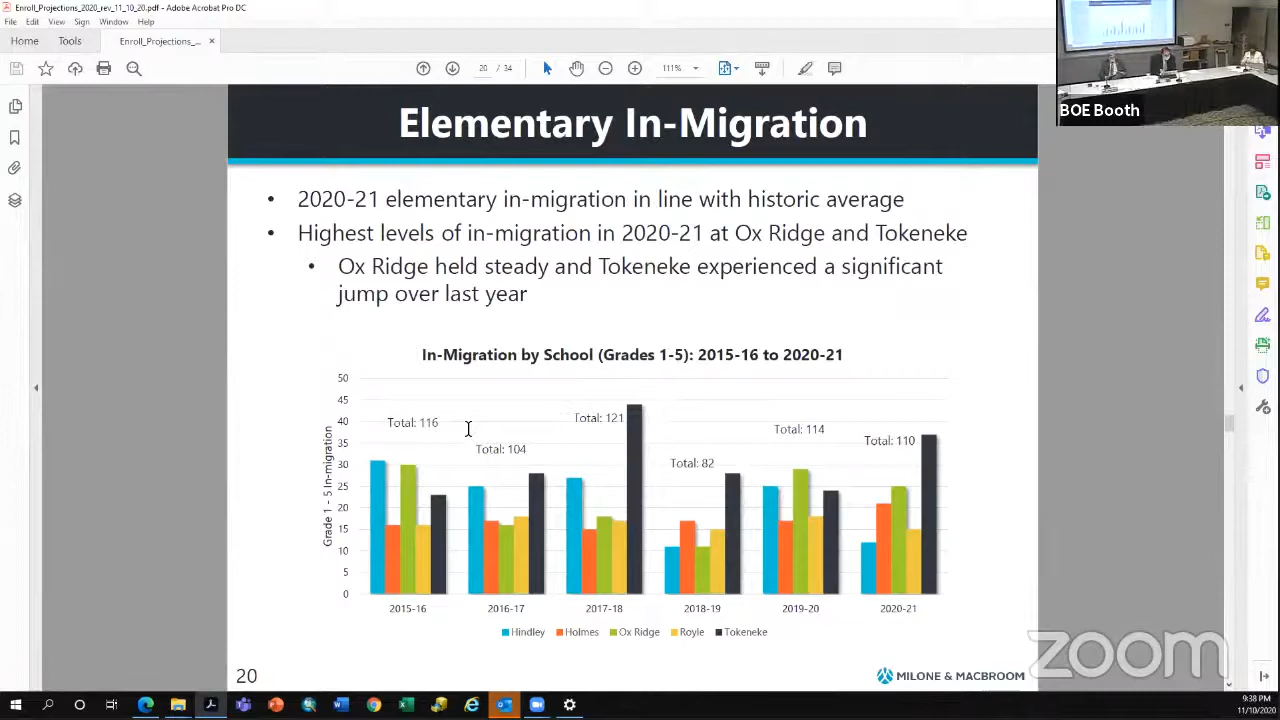 Enroll_Projections_2020_rev_11_10_20.pdf - Adobe Acrobat Pro DC
File Edit View Sign Window Help
Home Tools Enroll_Projections_... ×
20 / 34 111%
BOE Booth
Elementary In-Migration
• 2020-21 elementary in-migration in line with historic average
• Highest levels of in-migration in 2020-21 at Ox Ridge and Tokeneke
• Ox Ridge held steady and Tokeneke experienced a significant
jump over last year
In-Migration by School (Grades 1-5): 2015-16 to 2020-21
Grade 1 - 5 In-migration
50
45
40
35
30
25
20
15
10
5
0
Total: 116
Total: 104
Total: 121
Total: 82
Total: 114
Total: 110
2015-16 2016-17 2017-18 2018-19 2019-20 2020-21
Hindley Holmes Ox Ridge Royle Tokeneke
20
MILONE & MACBROOM
zoom
9:38 PM
11/10/2020